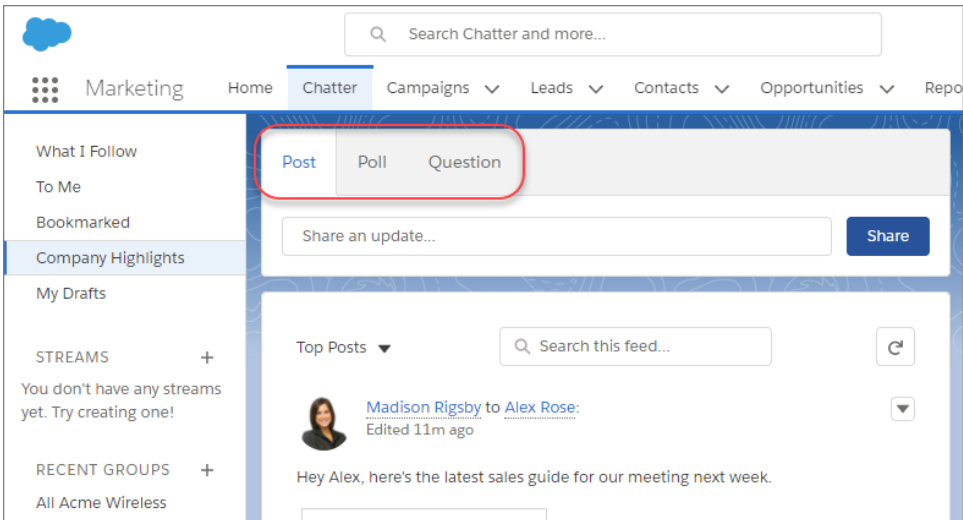 Search Chatter and more...
Marketing Home Chatter Campaigns Leads Contacts Opportunities Repo
What I Follow
To Me
Bookmarked
Company Highlights
My Drafts
STREAMS
You don't have any streams
yet. Try creating one!
RECENT GROUPS
All Acme Wireless
Post Poll Question
Share an update... Share
Top Posts Search this feed...
Madison Rigsby to Alex Rose:
Edited 11m ago
Hey Alex, here's the latest sales guide for our meeting next week.